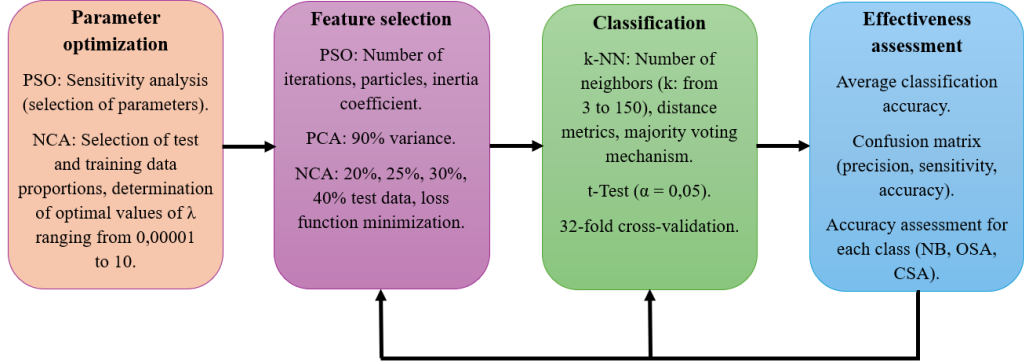 Parameter
optimization
PSO: Sensitivity analysis
(selection of parameters).
NCA: Selection of test
and training data
proportions, determination
of optimal values of λ
ranging from 0,00001
to 10.
Feature selection
PSO: Number of
iterations, particles, inertia
coefficient.
PCA: 90% variance.
NCA: 20%, 25%, 30%,
40% test data, loss
function minimization.
Classification
k-NN: Number of
neighbors (k: from
3 to 150), distance
metrics, majority voting
mechanism.
t-Test (α = 0,05).
32-fold cross-validation.
Effectiveness
assessment
Average classification
accuracy.
Confusion matrix
(precision, sensitivity,
accuracy).
Accuracy assessment for
each class (NB, OSA,
CSA).